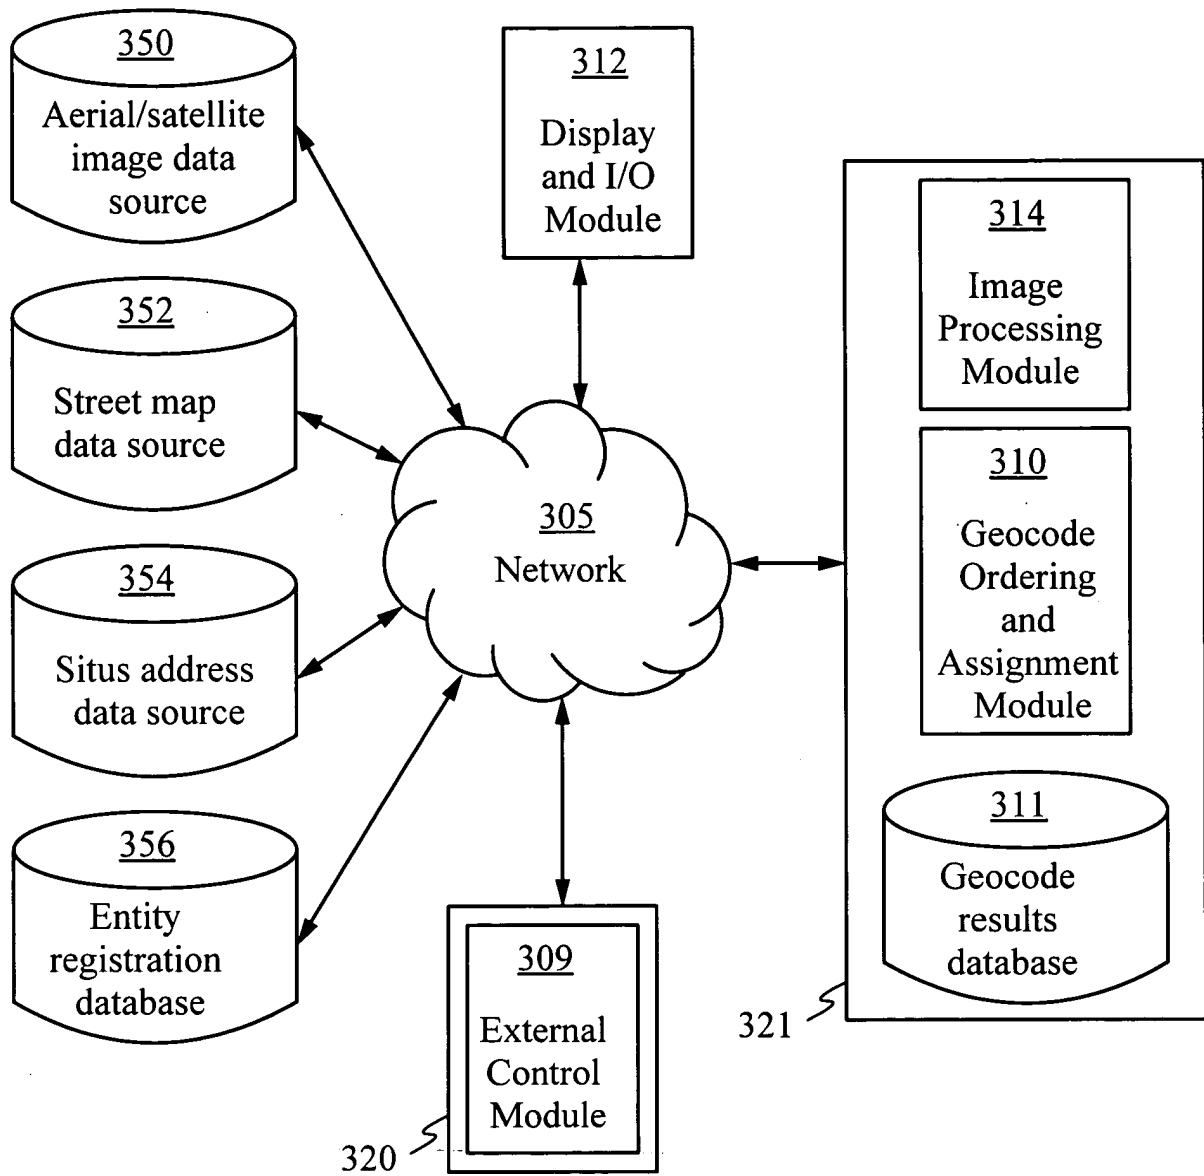 350
Aerial/satellite
image data
source
352
Street map
data source
354
Situs address
data source
356
Entity
registration
database
312
Display
and I/O
Module
305
Network
309
External
Control
Module
320
314
Image
Processing
Module
310
Geocode
Ordering
and
Assignment
Module
311
Geocode
results
database
321